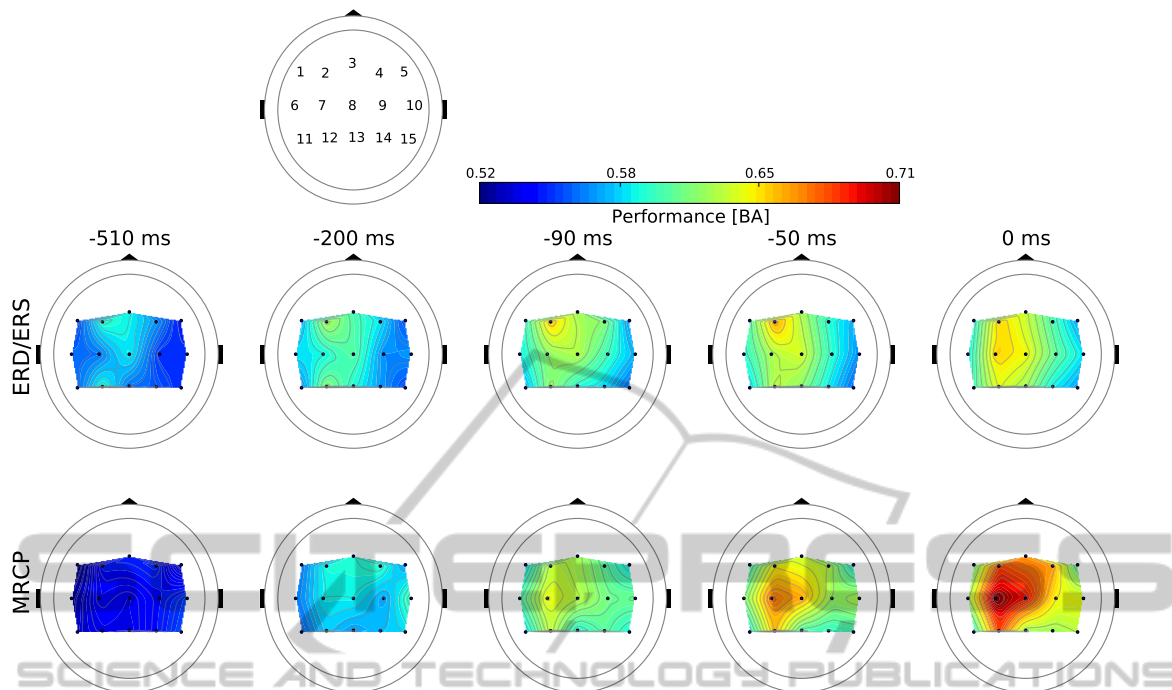 3
1 2 4 5
6 7 8 9 10
11 12 13 14 15
0.52 0.58 0.65 0.71
Performance [BA]
-510 ms -200 ms -90 ms -50 ms 0 ms
ERD/ERS
MRCP
SCITEPRESS
SCIENCE AND TECHNOLOGY PUBLICATIONS